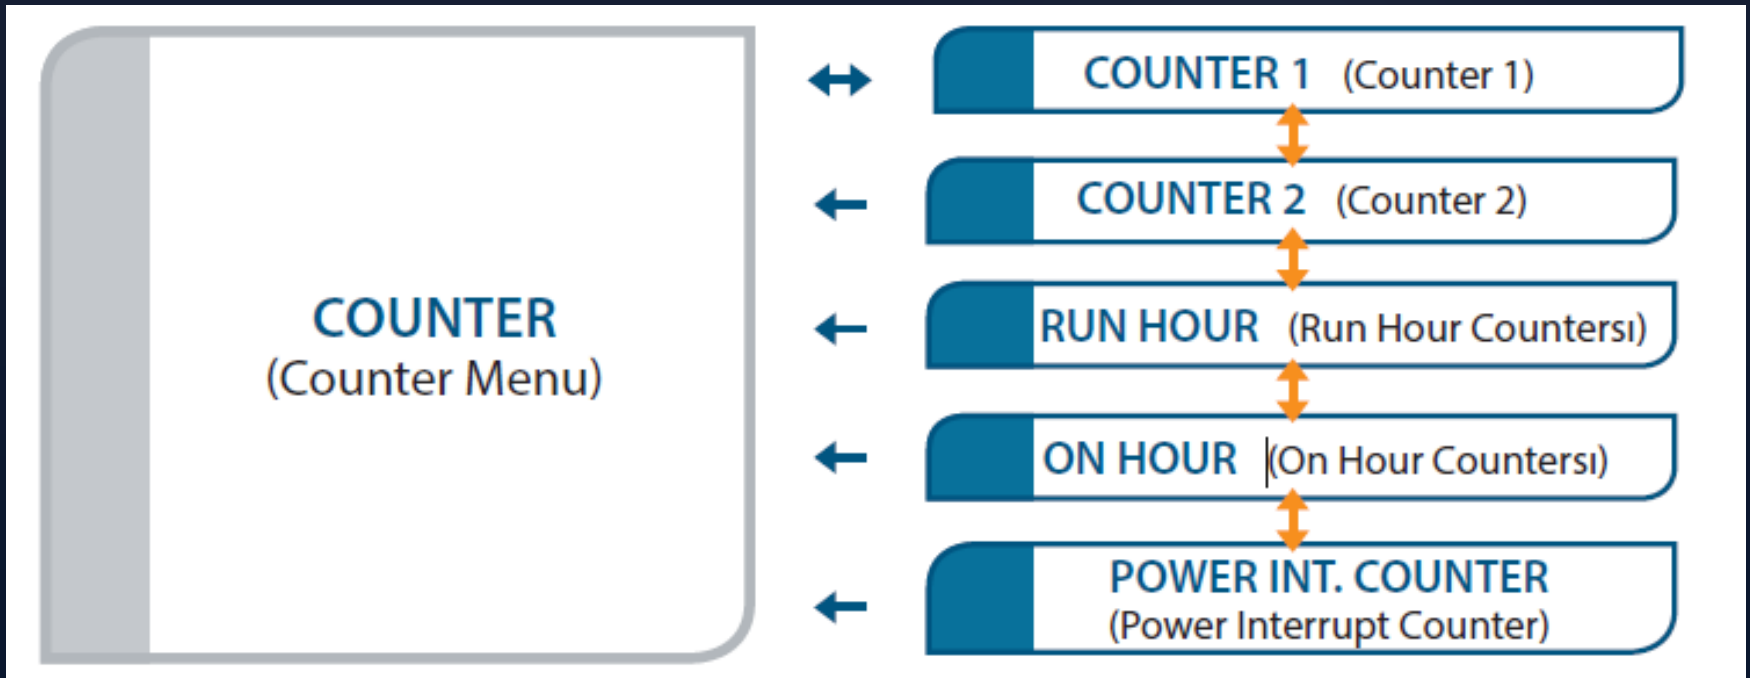 COUNTER
(Counter Menu)
COUNTER 1 (Counter 1)
COUNTER 2 (Counter 2)
RUN HOUR (Run Hour Countersı)
ON HOUR (On Hour Countersı)
POWER INT. COUNTER
(Power Interrupt Counter)